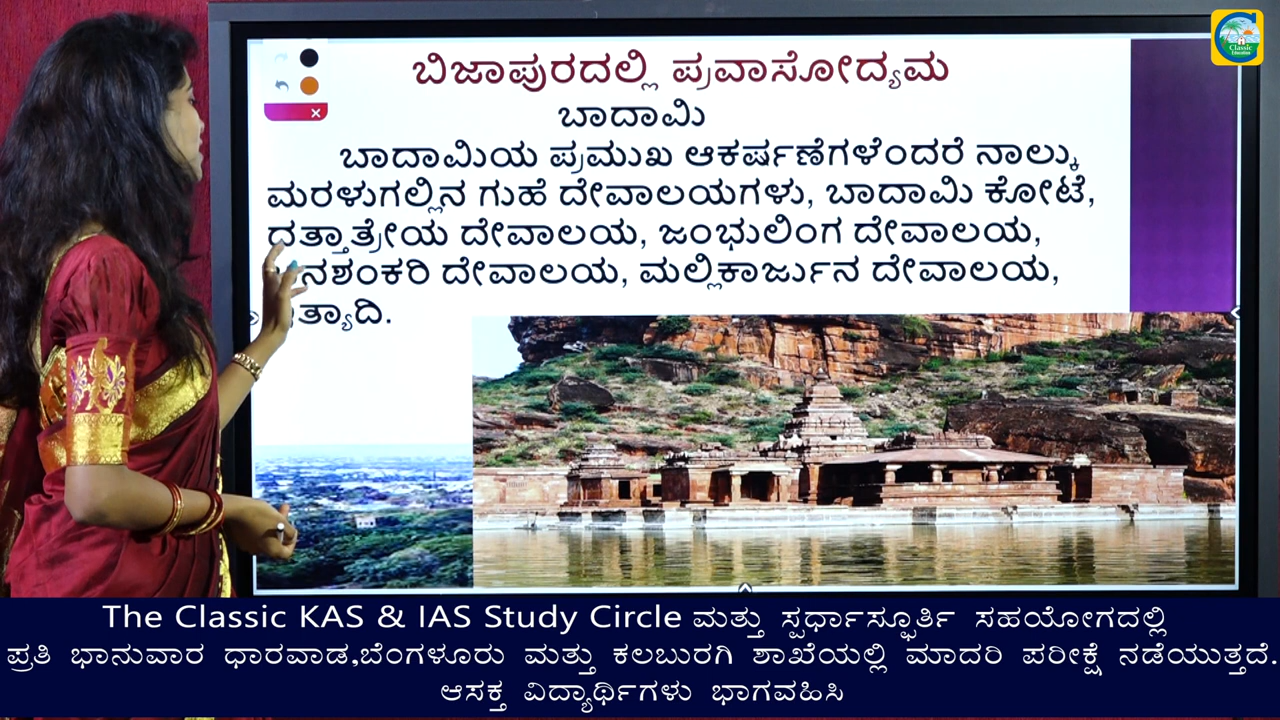 ಬಿಜಾಪುರದಲ್ಲಿ ಪ್ರವಾಸೋದ್ಯಮ
ಬಾದಾಮಿ
ಬಾದಾಮಿಯ ಪ್ರಮುಖ ಆಕರ್ಷಣೆಗಳೆಂದರೆ ನಾಲ್ಕು
ಮರಳುಗಲ್ಲಿನ ಗುಹೆ ದೇವಾಲಯಗಳು, ಬಾದಾಮಿ ಕೋಟೆ,
ದತ್ತಾತ್ರೇಯ ದೇವಾಲಯ, ಜಂಭುಲಿಂಗ ದೇವಾಲಯ,
ದೇವಾಲಯ, ಮಲ್ಲಿಕಾರ್ಜುನ ದೇವಾಲಯ,
Classic
Education
The Classic KAS & IAS Study Circle ಮತ್ತು ಸ್ಪರ್ಧಾಸ್ಫೂರ್ತಿ ಸಹಯೋಗದಲ್ಲಿ
ಪ್ರತಿ ಭಾನುವಾರ ಧಾರವಾಡ,ಬೆಂಗಳೂರು ಮತ್ತು ಕಲಬುರಗಿ ಶಾಖೆಯಲ್ಲಿ ಮಾದರಿ ಪರೀಕ್ಷೆ ನಡೆಯುತ್ತದೆ.
ಆಸಕ್ತ ವಿದ್ಯಾರ್ಥಿಗಳು ಭಾಗವಹಿಸಿ